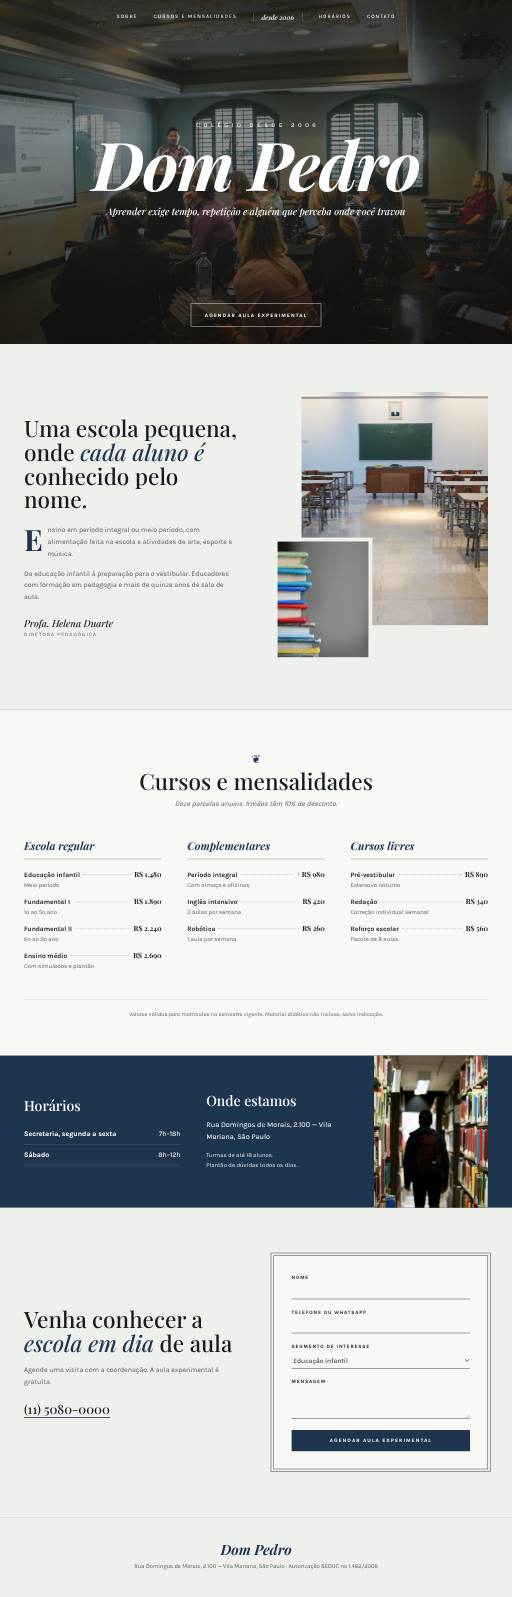 SOBRE
CURSOS E MENSALIDADES
desde 2006
HORÁRIOS
CONTATO
COLÉGIO DESDE 2006
Dom Pedro
Aprender exige tempo, repetição e alguém que perceba onde você travou
AGENDAR AULA EXPERIMENTAL
Uma escola pequena,
onde cada aluno é
conhecido pelo
nome.
Ensino em período integral ou meio período, com
alimentação feita na escola e atividades de arte, esporte e
música.
Da educação infantil à preparação para o vestibular. Educadores
com formação em pedagogia e mais de quinze anos de sala de
aula.
Profa. Helena Duarte
DIRETORA PEDAGÓGICA
Cursos e mensalidades
Doze parcelas anuais. Irmãos têm 10% de desconto.
Escola regular
Educação infantil R$ 1.480
Meio período
Fundamental I R$ 1.890
1o ao 5o ano
Fundamental II R$ 2.240
6o ao 9o ano
Ensino médio R$ 2.690
Com simulados e plantão
Complementares
Período integral R$ 980
Com almoço e oficinas
Inglês intensivo R$ 420
3 aulas por semana
Robótica R$ 260
1 aula por semana
Cursos livres
Pré-vestibular R$ 890
Extensivo noturno
Redação R$ 340
Correção individual semanal
Reforço escolar R$ 560
Pacote de 8 aulas
Valores válidos para matrículas no semestre vigente. Material didático não incluso, salvo indicação.
Horários
Secretaria, segunda a sexta 7h–18h
Sábado 8h–12h
Onde estamos
Rua Domingos de Morais, 2.100 — Vila
Mariana, São Paulo
Turmas de até 18 alunos.
Plantão de dúvidas todos os dias.
Venha conhecer a
escola em dia de aula
Agende uma visita com a coordenação. A aula experimental é
gratuita.
(11) 5080-0000
NOME
TELEFONE OU WHATSAPP
SEGMENTO DE INTERESSE
Educação infantil
MENSAGEM
AGENDAR AULA EXPERIMENTAL
Dom Pedro
Rua Domingos de Morais, 2.100 — Vila Mariana, São Paulo · Autorização SEDUC no 1.482/2006